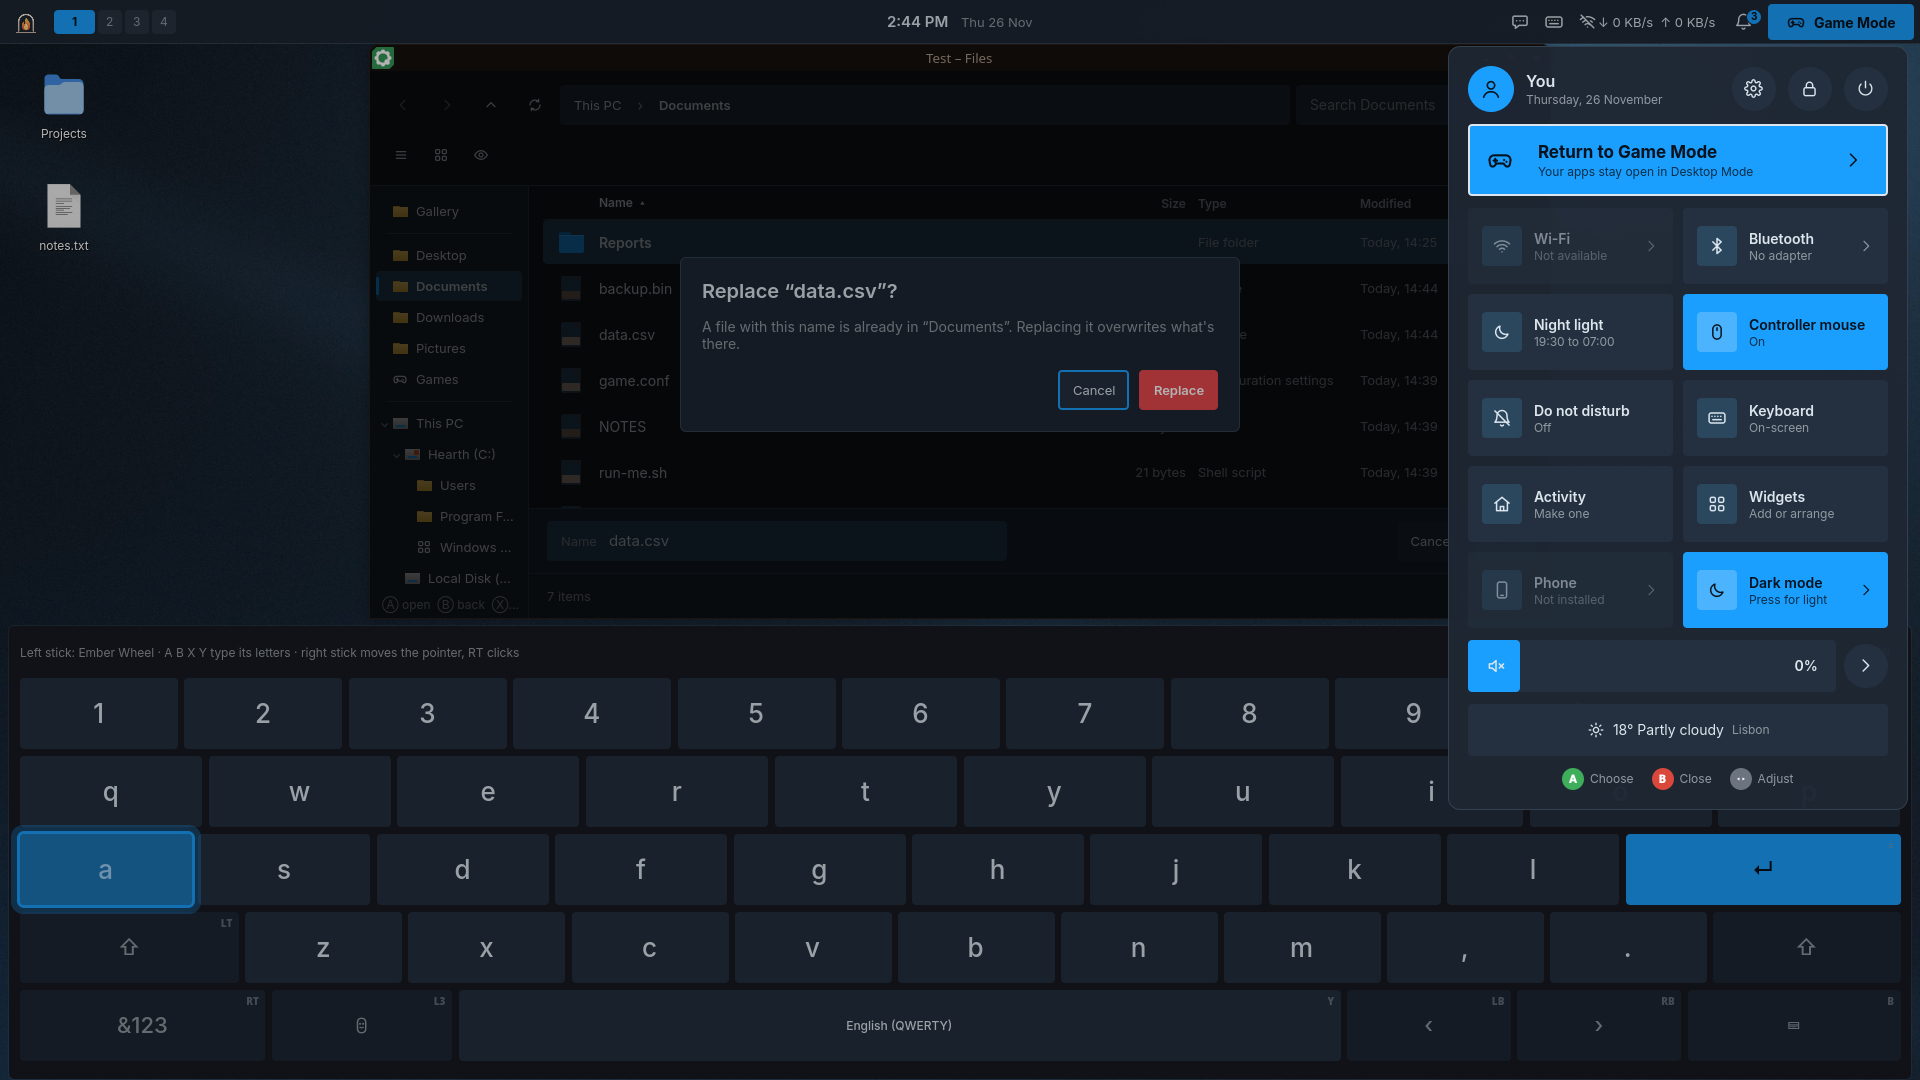 1 2 3 4
2:44 PM Thu 26 Nov
0 KB/s 0 KB/s
3
Game Mode
Projects
notes.txt
Test – Files
This PC Documents
Search Documents
Name Size Type Modified
Gallery
Desktop
Documents
Downloads
Pictures
Games
This PC
Hearth (C:)
Users
Program F...
Windows ...
Local Disk (...
A open B back X...
Reports File folder Today, 14:25
backup.bin Today, 14:44
data.csv Today, 14:44
game.conf uration settings Today, 14:39
NOTES Today, 14:39
run-me.sh 21 bytes Shell script Today, 14:39
Name data.csv
Cance
7 items
Replace “data.csv”?
A file with this name is already in “Documents”. Replacing it overwrites what's
there.
Cancel Replace
You
Thursday, 26 November
Return to Game Mode
Your apps stay open in Desktop Mode
Wi-Fi
Not available
Bluetooth
No adapter
Night light
19:30 to 07:00
Controller mouse
On
Do not disturb
Off
Keyboard
On-screen
Activity
Make one
Widgets
Add or arrange
Phone
Not installed
Dark mode
Press for light
0%
18° Partly cloudy Lisbon
A Choose B Close Adjust
Left stick: Ember Wheel · A B X Y type its letters · right stick moves the pointer, RT clicks
1 2 3 4 5 6 7 8 9
q w e r t y u i o p
a s d f g h j k l
LT z x c v b n m , .
&123 RT L3 English (QWERTY) Y ‹ LB › RB B